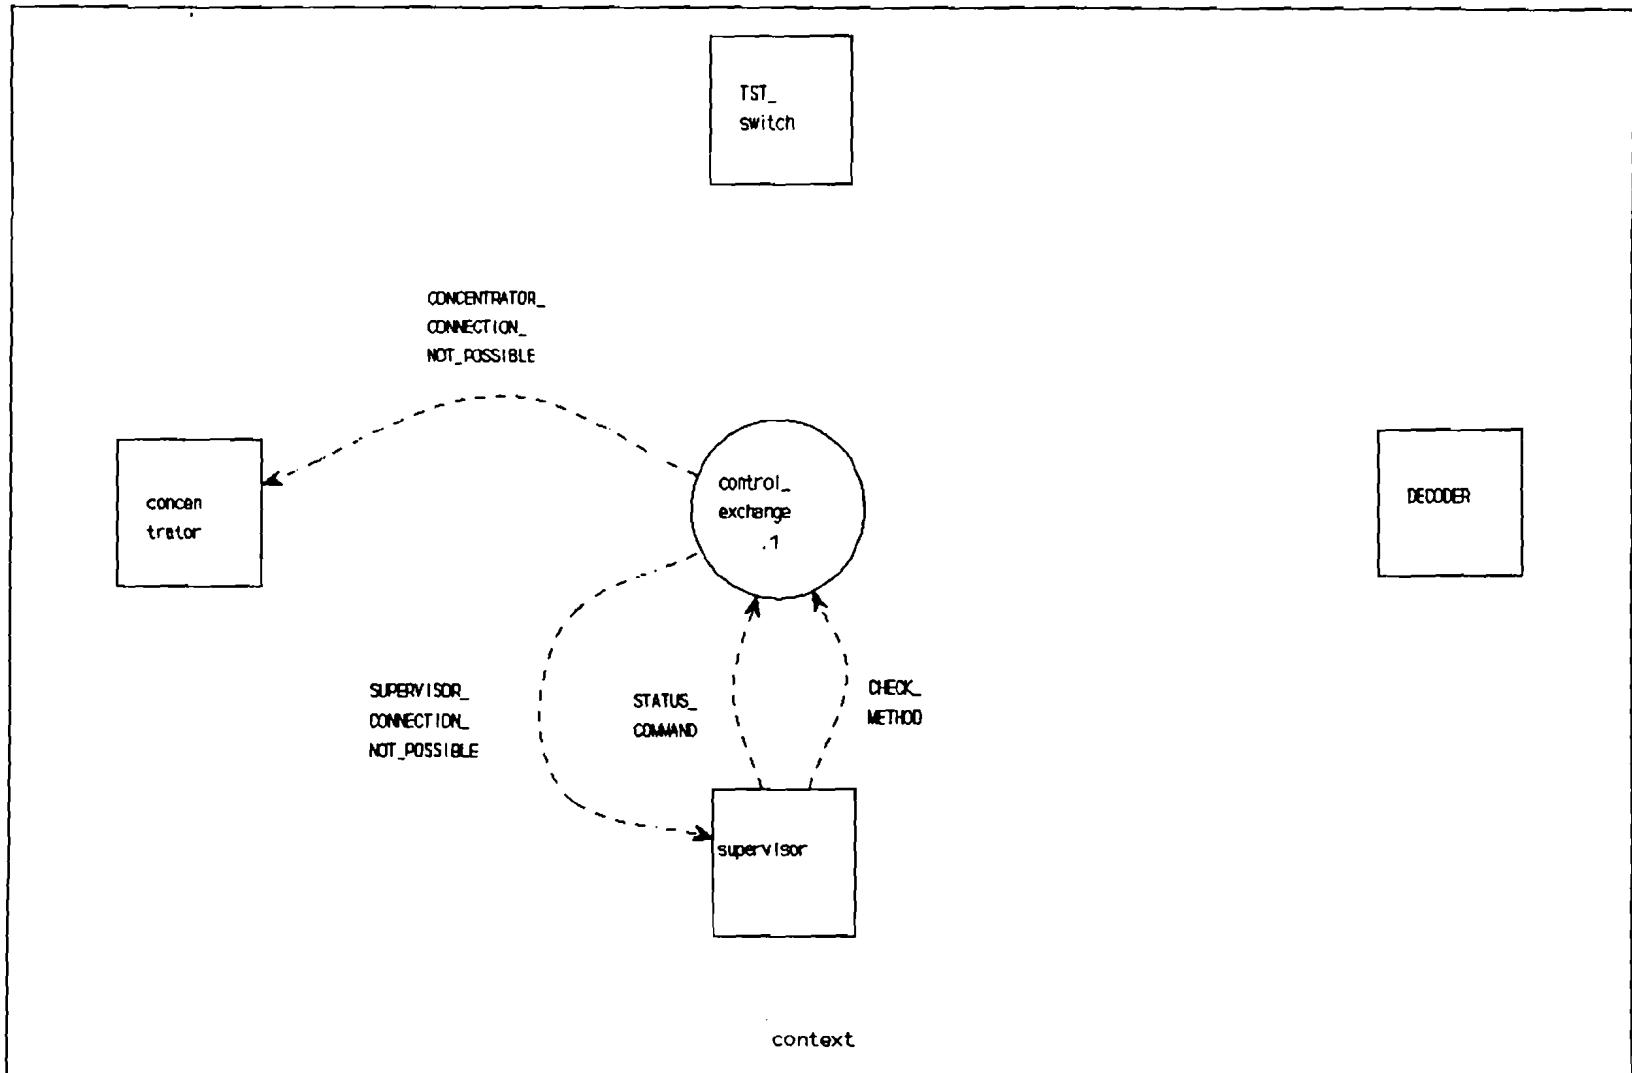 TST_
switch
CONCENTRATOR_
CONNECTION_
NOT_POSSIBLE
concen
trator
control_
exchange
.1
DECODER
SUPERVISOR_
CONNECTION_
NOT_POSSIBLE
STATUS_
COMMAND
CHECK_
METHOD
supervisor
context